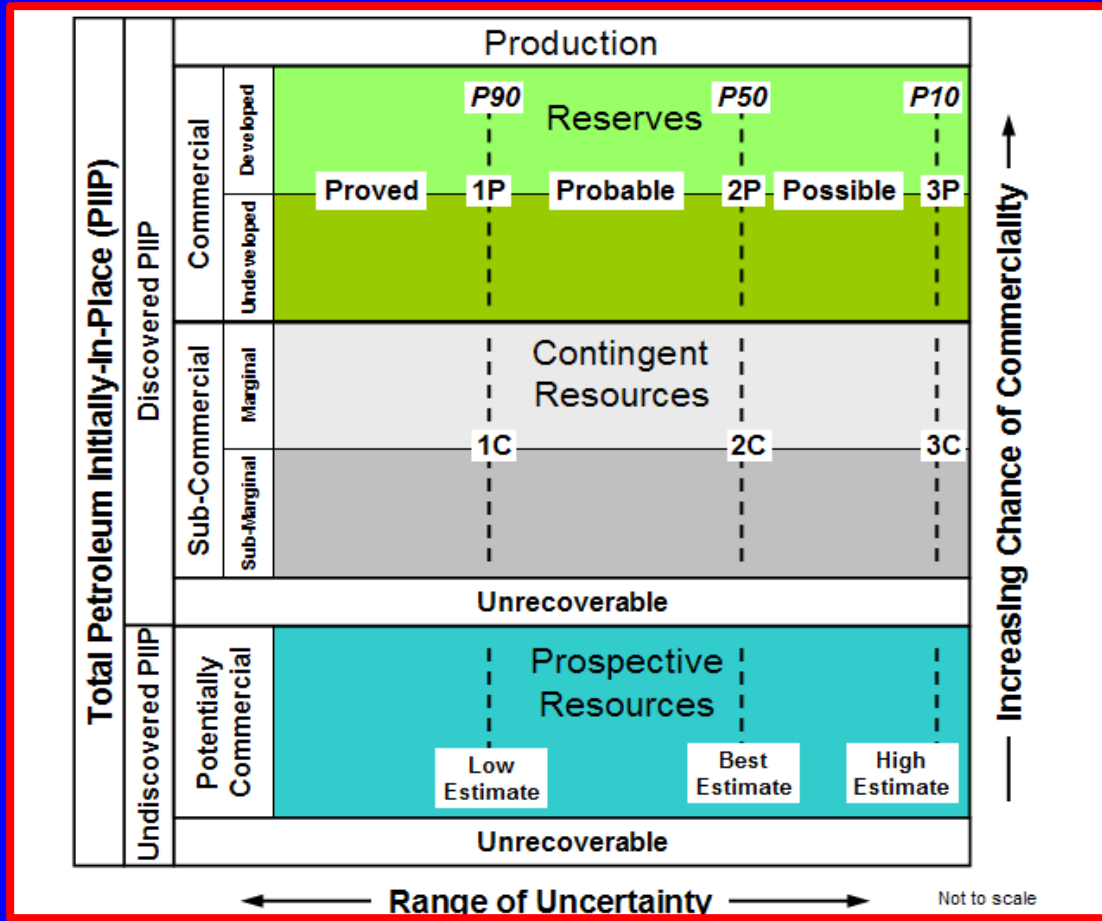 Total Petroleum Initially-In-Place (PIIP)
Discovered PIIP
Undiscovered PIIP
Production
Commercial
Developed
Undeveloped
P90
P50
P10
Reserves
Proved
1P
Probable
2P
Possible
3P
Sub-Commercial
Marginal
Sub-Marginal
Contingent
Resources
1C
2C
3C
Unrecoverable
Potentially
Commercial
Prospective
Resources
Low
Estimate
Best
Estimate
High
Estimate
Unrecoverable
Increasing Chance of Commerciality
Range of Uncertainty
Not to scale